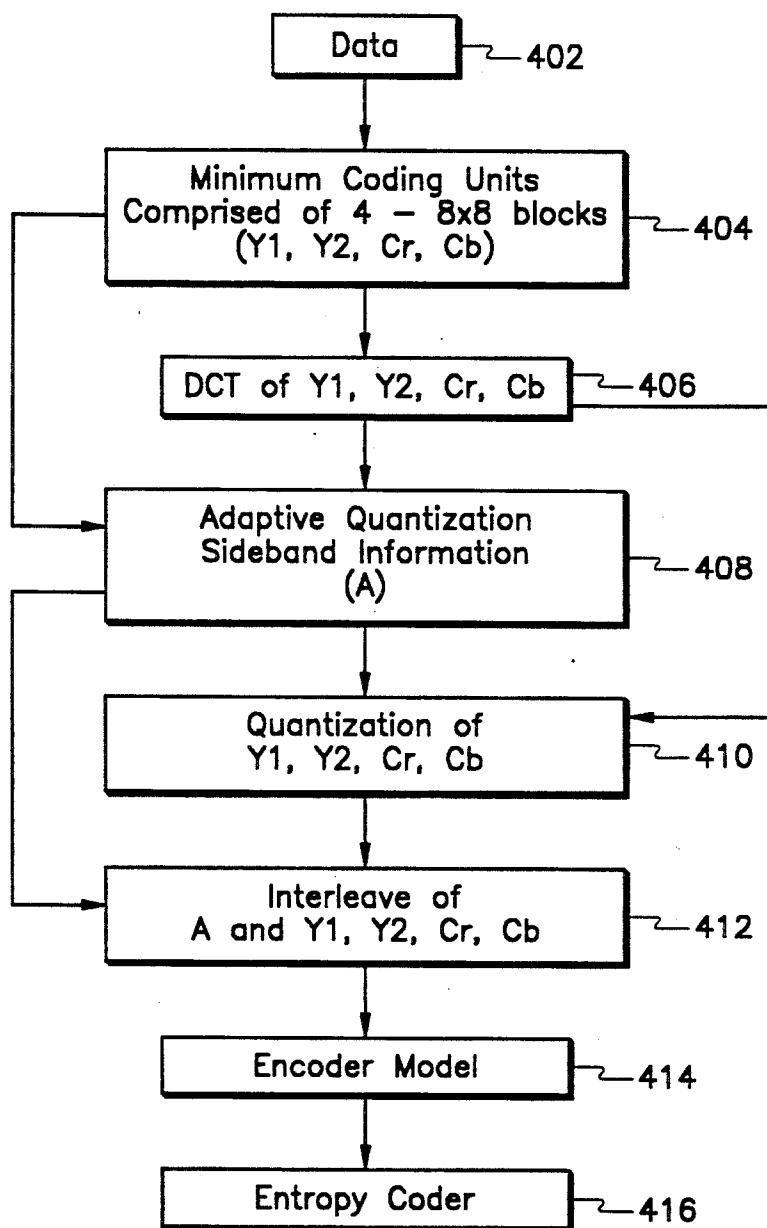 Data
402
Minimum Coding Units
Comprised of 4 - 8x8 blocks
(Y1, Y2, Cr, Cb)
404
DCT of Y1, Y2, Cr, Cb
406
Adaptive Quantization
Sideband Information
(A)
408
Quantization of
Y1, Y2, Cr, Cb
410
Interleave of
A and Y1, Y2, Cr, Cb
412
Encoder Model
414
Entropy Coder
416